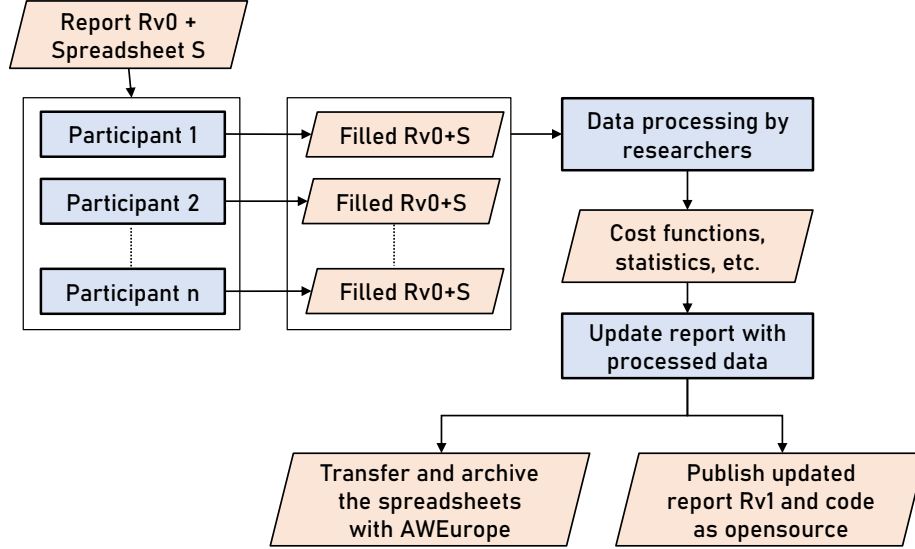 Report Rv0 +
Spreadsheet S
Participant 1
Filled Rv0+S
Data processing by
researchers
Participant 2
Filled Rv0+S
Cost functions,
statistics, etc.
Participant n
Filled Rv0+S
Update report with
processed data
Transfer and archive
the spreadsheets
with AWEurope
Publish updated
report Rv1 and code
as opensource